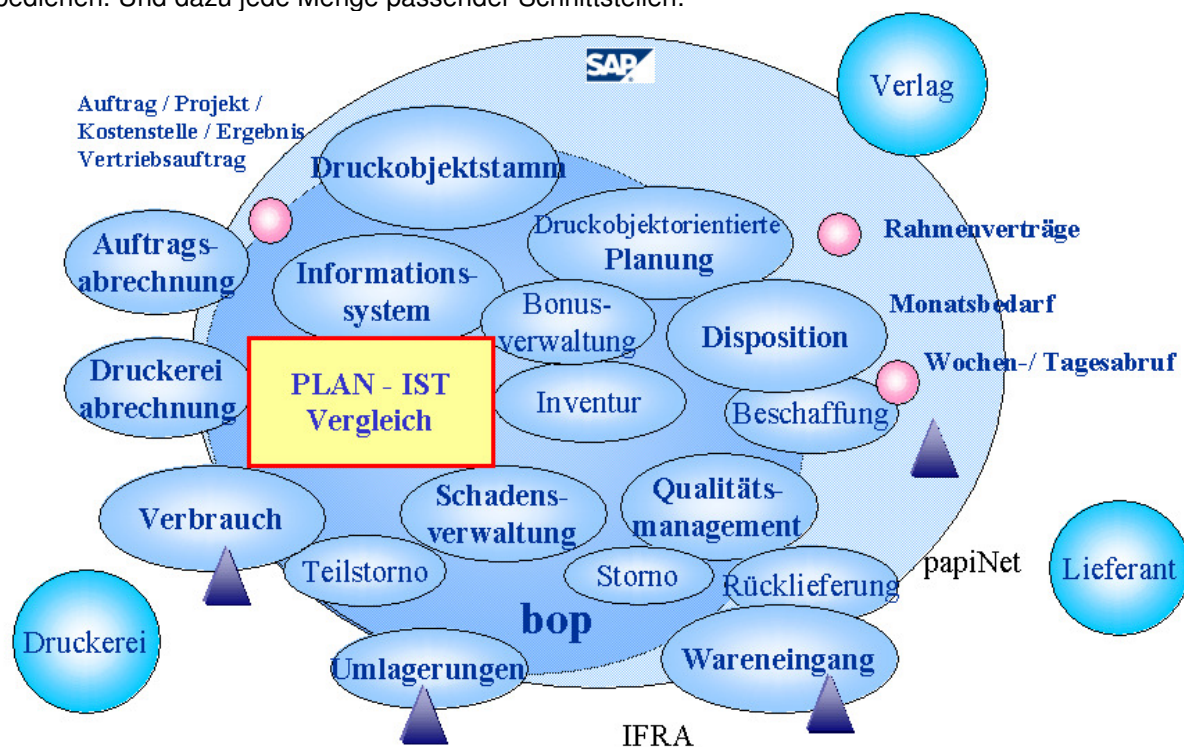 bedienen. Und dazu jede Menge passender Schnittstellen.
SAP
Verlag
Auftrag / Projekt /
Kostenstelle / Ergebnis
Vertriebsauftrag
Druckobjektstamm
Druckobjektorientierte
Planung
Rahmenverträge
Auftrags-
abrechnung
Informations-
system
Bonus-
verwaltung
Disposition
Monatsbedarf
Wochen-/ Tagesabruf
Druckerei
abrechnung
PLAN - IST
Vergleich
Inventur
Beschaffung
Verbrauch
Schadens-
verwaltung
Qualitäts-
management
Teilstorno
Storno
Rücklieferung
papiNet
Lieferant
Druckerei
bop
Umlagerungen
Wareneingang
IFRA